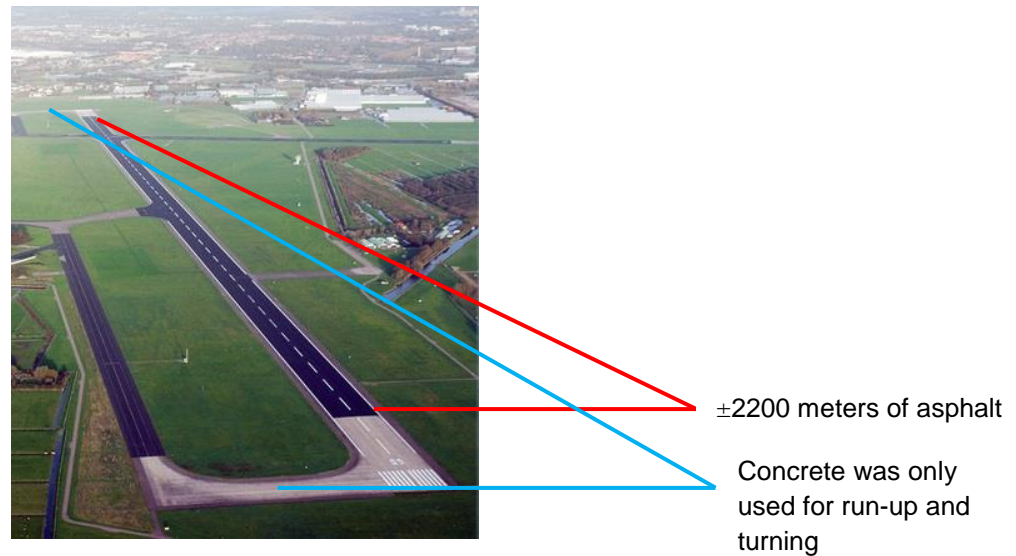 ±2200 meters of asphalt
Concrete was only
used for run-up and
turning